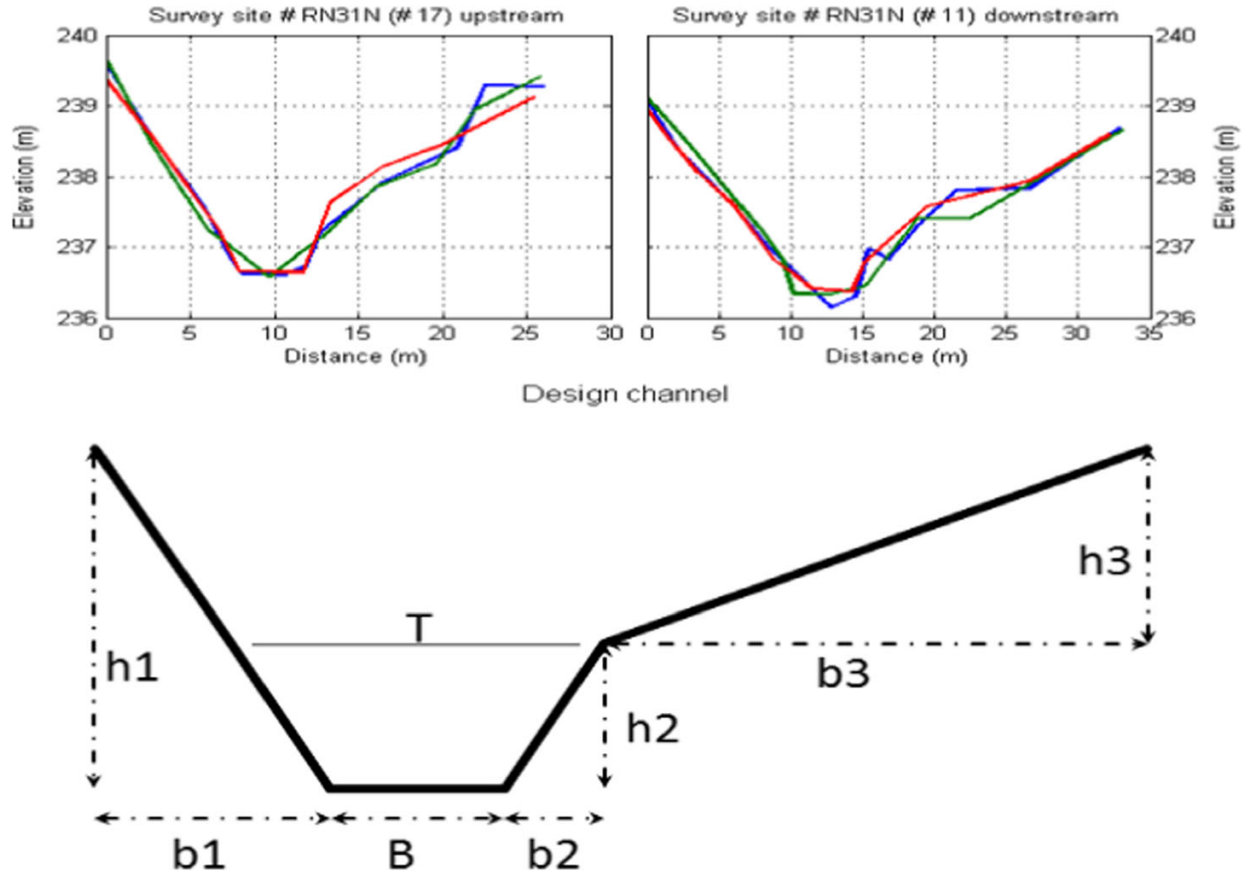 Survey site # RN31N (# 17) upstream
Survey site # RN31N (# 11) downstream
240
239
238
237
236
Elevation (m)
0 5 10 15 20 25 30
Distance (m)
240
239
238
237
236
Elevation (m)
0 5 10 15 20 25 30 35
Distance (m)
Design channel
T
h1
h2
h3
b3
b1
B
b2